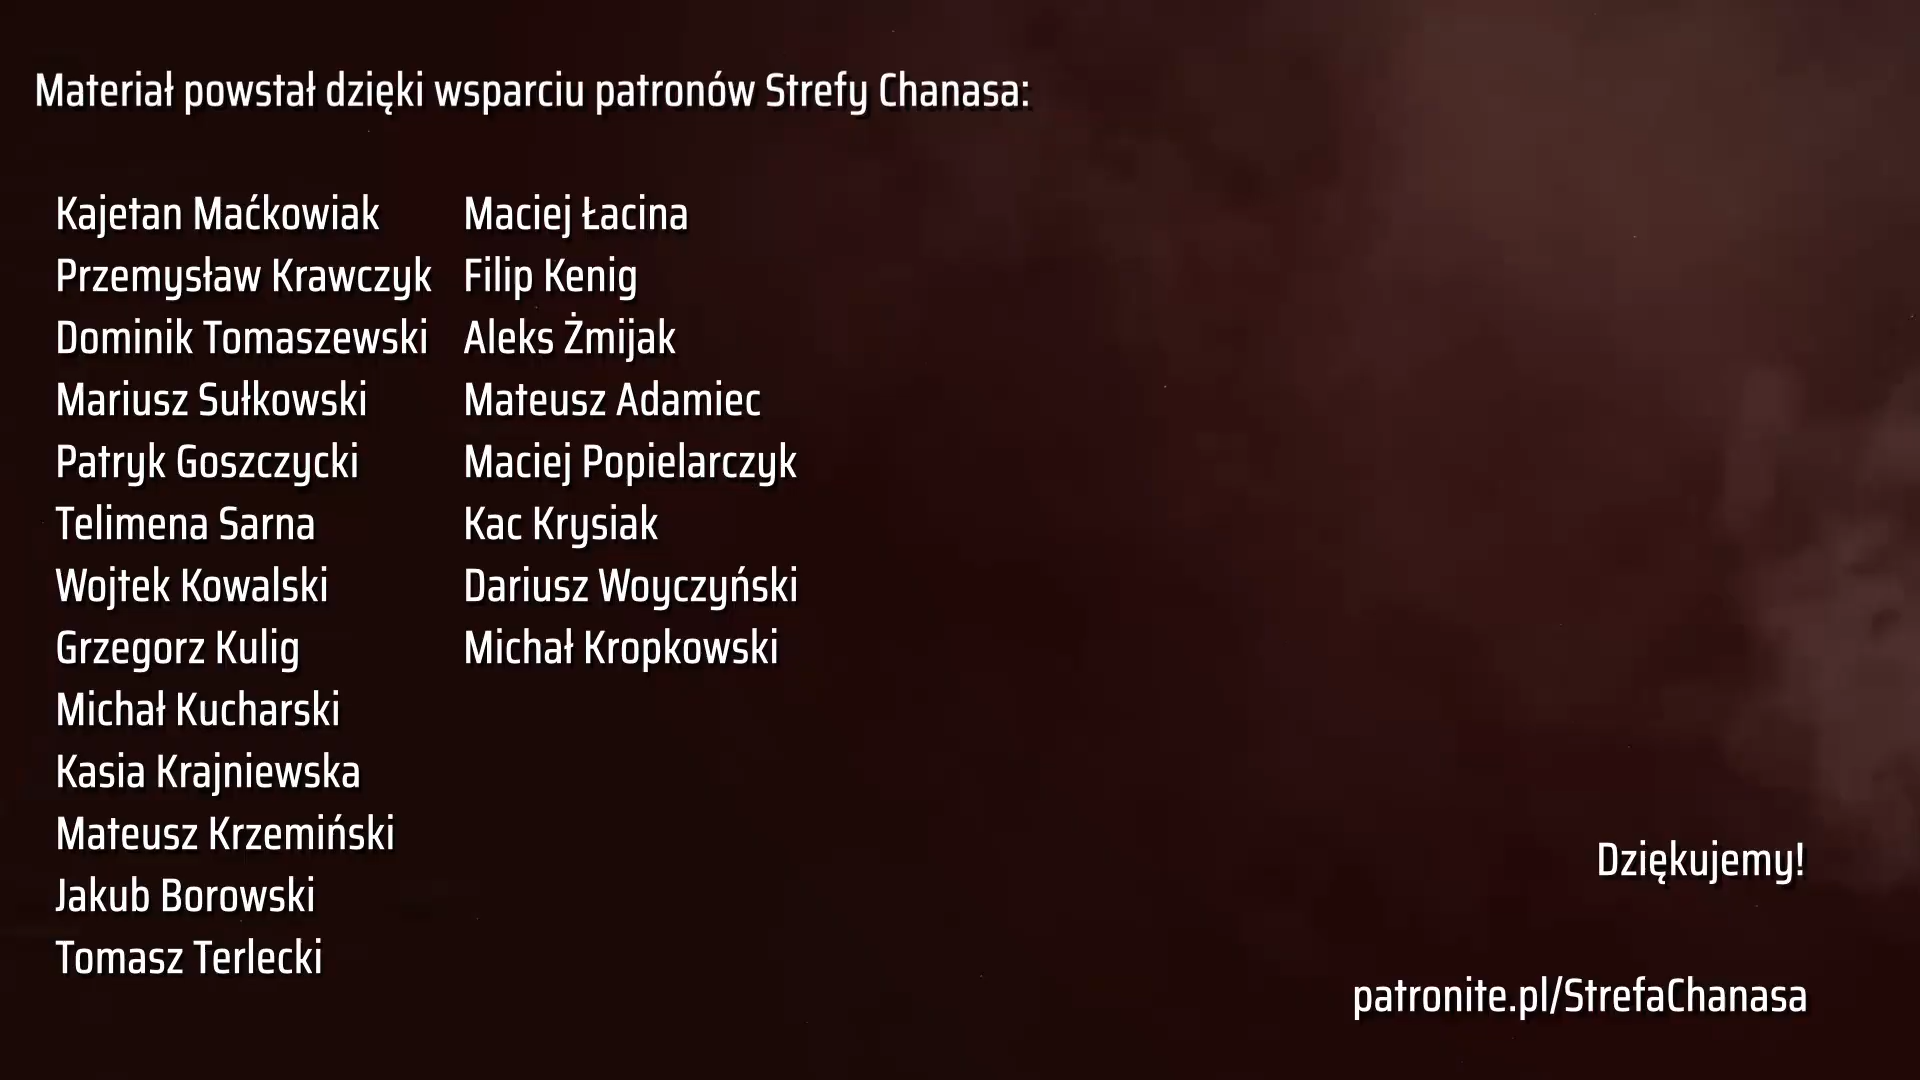 Materiał powstał dzięki wsparciu patronów Strefy Chanasa:
Kajetan Maćkowiak
Przemysław Krawczyk
Dominik Tomaszewski
Mariusz Sułkowski
Patryk Goszczycki
Telimena Sarna
Wojtek Kowalski
Grzegorz Kulig
Michał Kucharski
Kasia Krajniewska
Mateusz Krzemiński
Jakub Borowski
Tomasz Terlecki
Maciej Łacina
Filip Kenig
Aleks Żmijak
Mateusz Adamiec
Maciej Popielarczyk
Kac Krysiak
Dariusz Woyczyński
Michał Kropkowski
Dziękujemy!
patronite.pl/StrefaChanasa